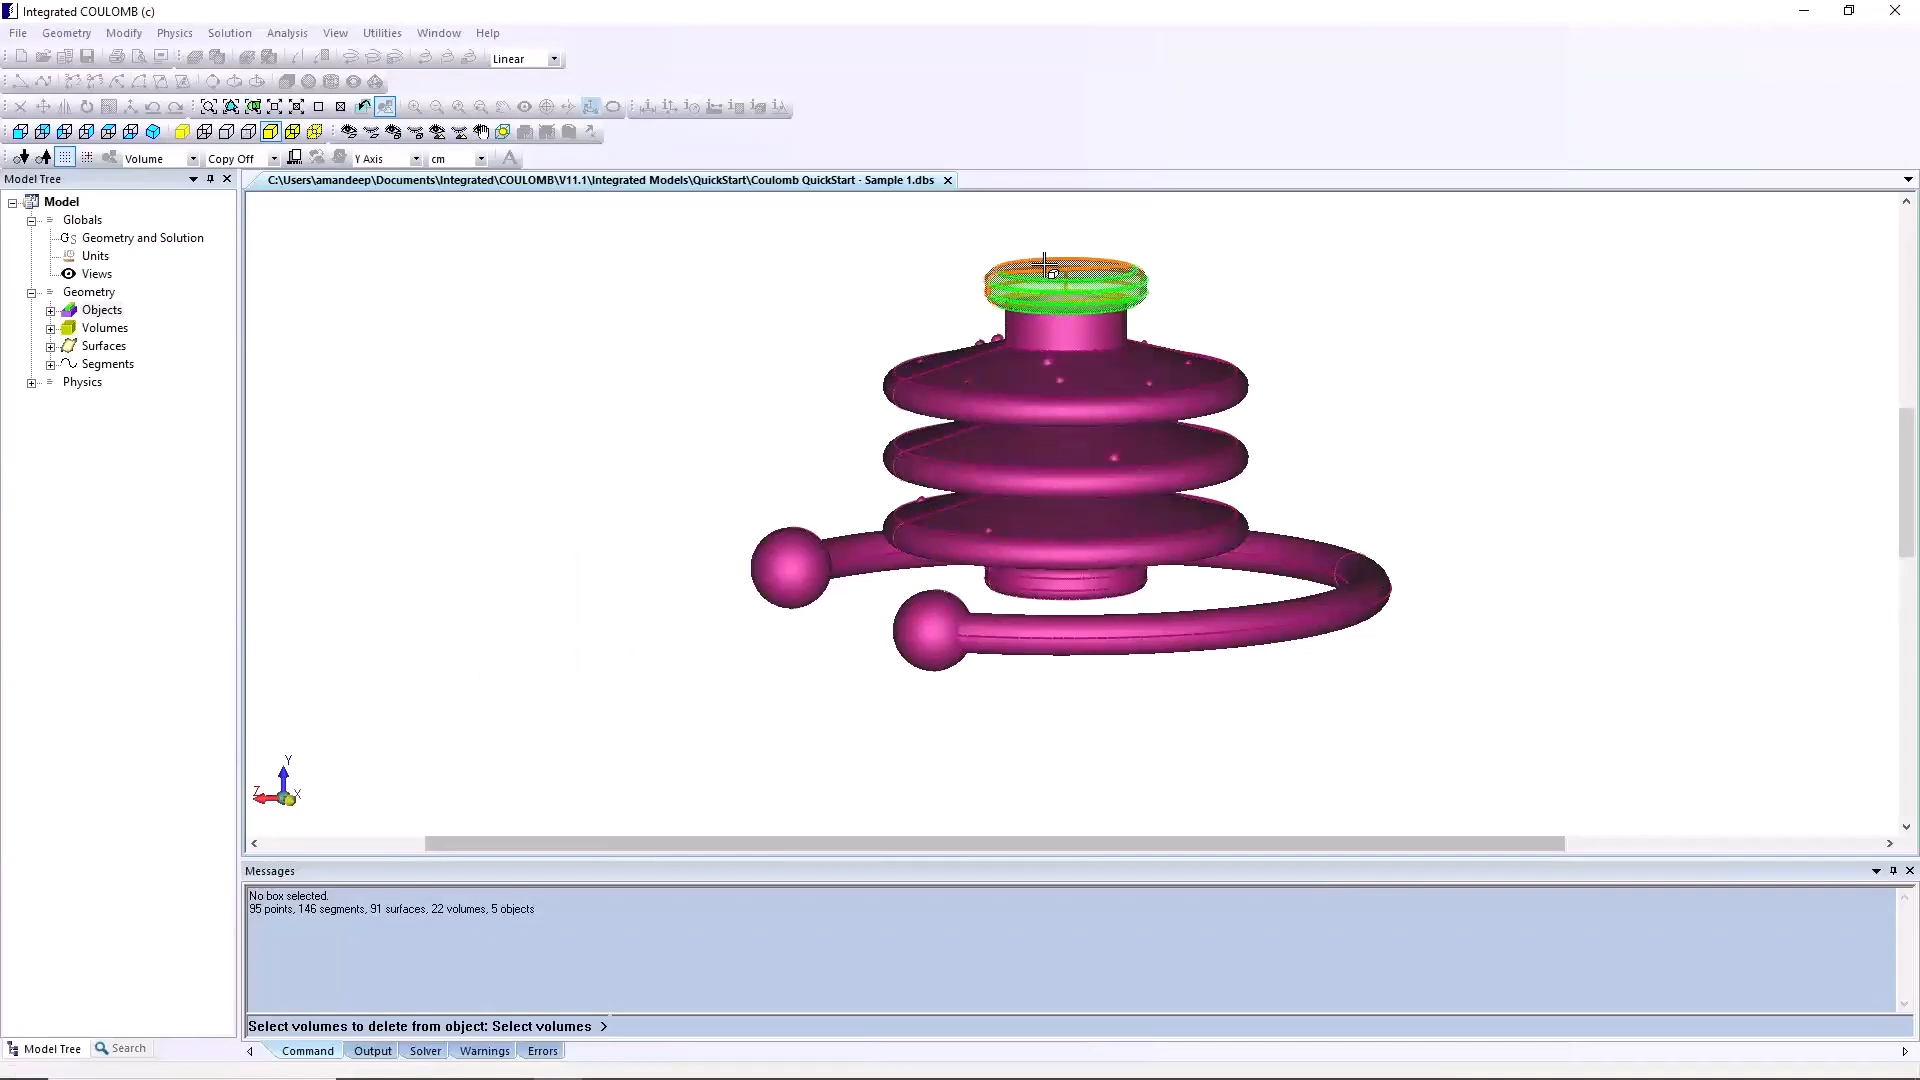 Integrated COULOMB (c)
File Geometry Modify Physics Solution Analysis View Utilities Window Help
Linear
Volume Copy Off Y Axis cm
Model Tree
C:\Users\amandeep\Documents\Integrated\COULOMB\V11.1\Integrated Models\QuickStart\Coulomb QuickStart - Sample 1.dbs
Model
Globals
Geometry and Solution
Units
Views
Geometry
Objects
Volumes
Surfaces
Segments
Physics
Y
Z
X
Messages
No box selected.
95 points, 146 segments, 91 surfaces, 22 volumes, 5 objects
Select volumes to delete from object: Select volumes >
Model Tree Search
Command Output Solver Warnings Errors